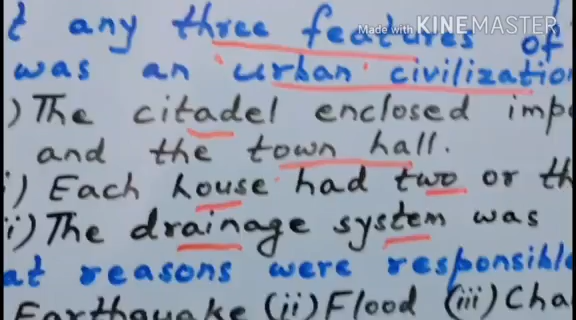 t any three features of
Made with KINEMASTER
was an 'urban' civilization
) The citadel enclosed imp
and the town hall.
i) Each house had two or th
ii) The drainage system was
at reasons were responsible
Earthquake (ii) Flood (iii) Cha